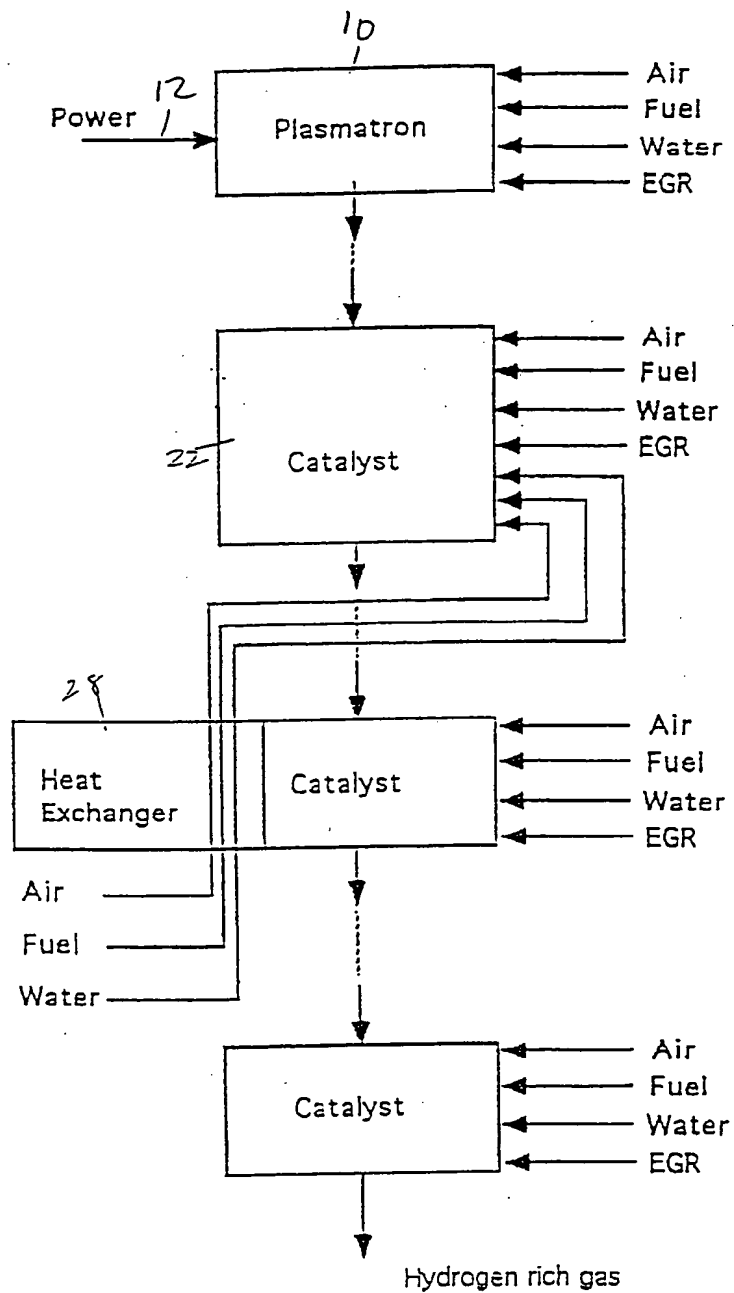 10
12
Power
Plasmatron
Air
Fuel
Water
EGR
22
Catalyst
Air
Fuel
Water
EGR
28
Heat
Exchanger
Catalyst
Air
Fuel
Water
EGR
Air
Fuel
Water
Catalyst
Air
Fuel
Water
EGR
Hydrogen rich gas